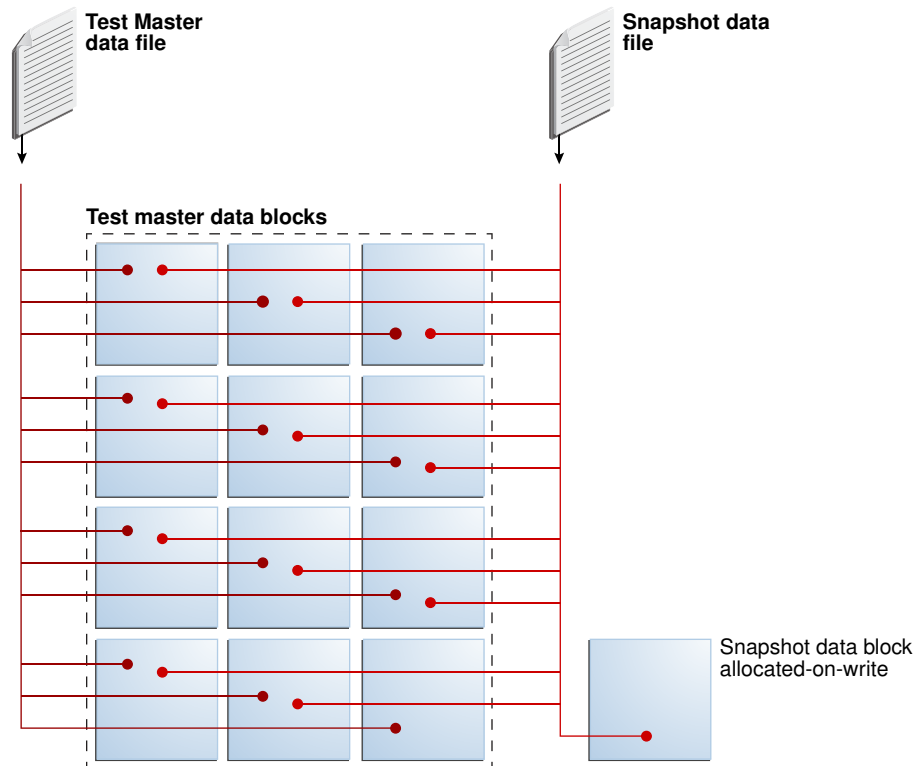 Test Master
data file
Snapshot data
file
Test master data blocks
Snapshot data block
allocated-on-write